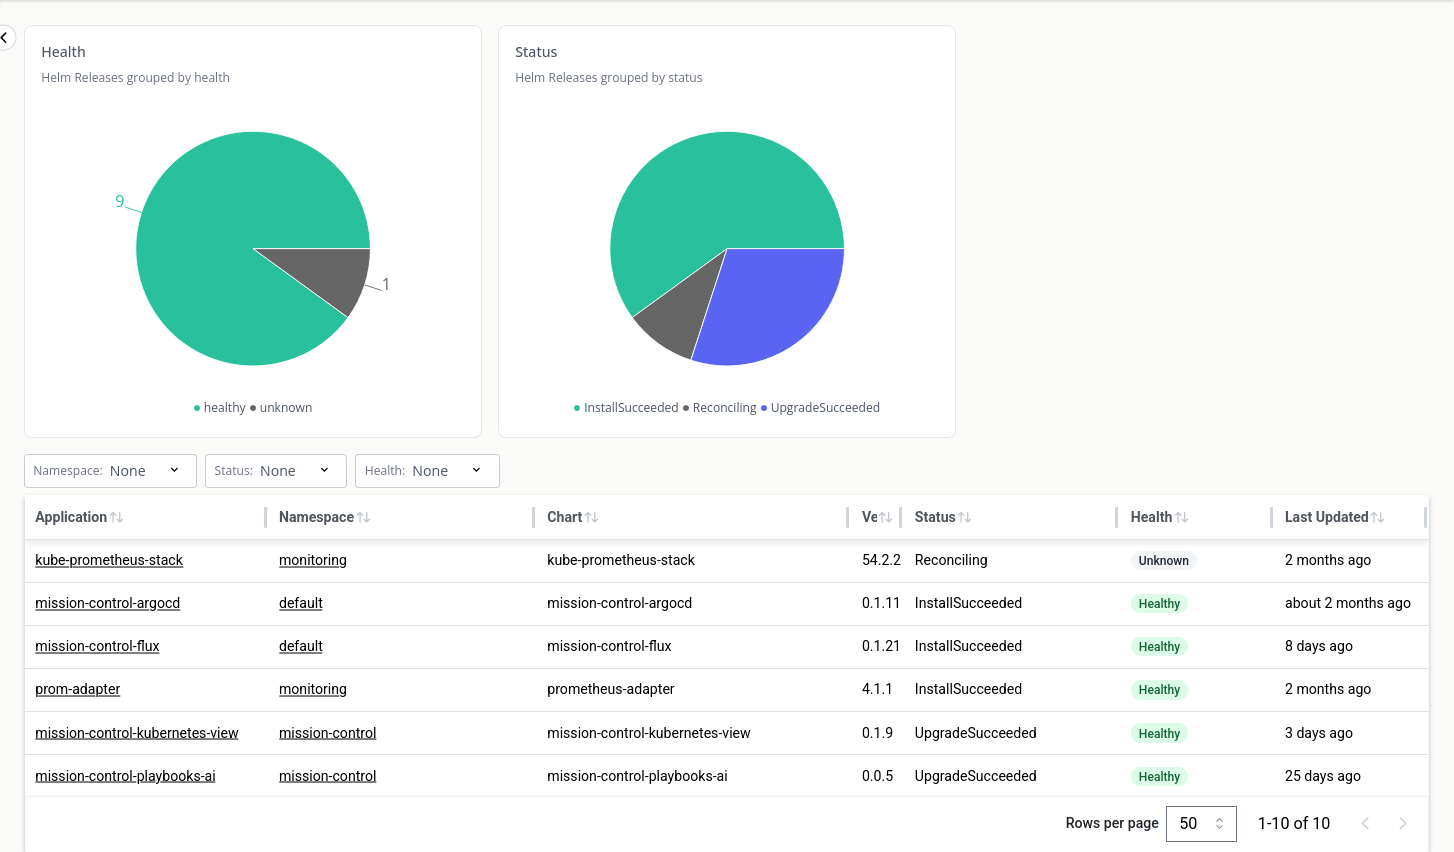 Health
Helm Releases grouped by health
9
1
healthy unknown
Status
Helm Releases grouped by status
InstallSucceeded Reconciling UpgradeSucceeded
Namespace: None Status: None Health: None
Application Namespace Chart Ve Status Health Last Updated
kube-prometheus-stack monitoring kube-prometheus-stack 54.2.2 Reconciling Unknown 2 months ago
mission-control-argocd default mission-control-argocd 0.1.11 InstallSucceeded Healthy about 2 months ago
mission-control-flux default mission-control-flux 0.1.21 InstallSucceeded Healthy 8 days ago
prom-adapter monitoring prometheus-adapter 4.1.1 InstallSucceeded Healthy 2 months ago
mission-control-kubernetes-view mission-control mission-control-kubernetes-view 0.1.9 UpgradeSucceeded Healthy 3 days ago
mission-control-playbooks-ai mission-control mission-control-playbooks-ai 0.0.5 UpgradeSucceeded Healthy 25 days ago
Rows per page 50 1-10 of 10